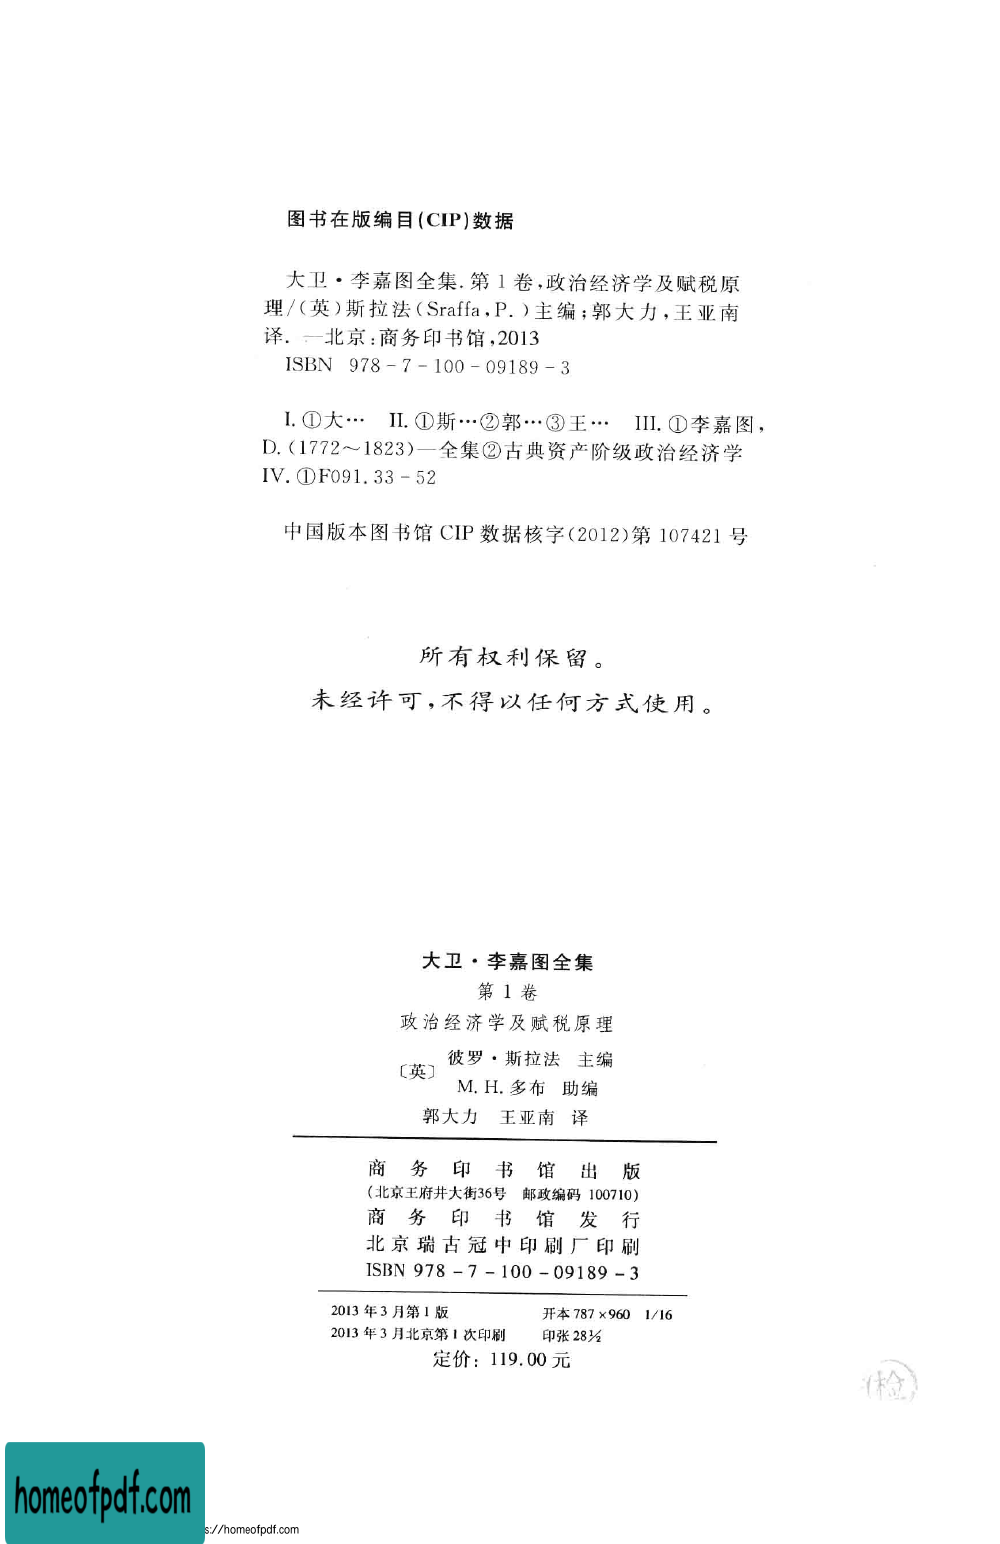 图书在版编目(CIP)数据
大卫·李嘉图全集.第1卷,政治经济学及赋税原
理/(英)斯拉法(Sraffa,P.)主编;郭大力,王亚南
译.—北京:商务印书馆,2013
ISBN 978-7-100-09189-3
I.①大… II.①斯…②郭…③王… III.①李嘉图,
D.(1772~1823)—全集②古典资产阶级政治经济学
IV.①F091.33-52
中国版本图书馆CIP数据核字(2012)第107421号
所有权利保留。
未经许可,不得以任何方式使用。
大卫·李嘉图全集
第1卷
政治经济学及赋税原理
〔英〕 彼罗·斯拉法 主编
M.H.多布 助编
郭大力 王亚南 译
商务印书馆出版
(北京王府井大街36号 邮政编码 100710)
商务印书馆发行
北京瑞古冠中印刷厂印刷
ISBN 978-7-100-09189-3
2013年3月第1版 开本787×960 1/16
2013年3月北京第1次印刷 印张28½
定价:119.00元
检
homeofpdf.com
s://homeofpdf.com